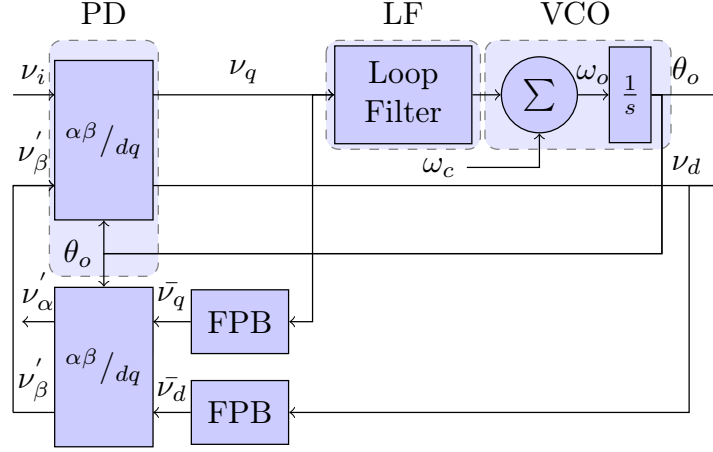 PD LF VCO
νᵢ ν_q Loop Filter ∑ ω_o 1/s θ_o
αβ/dq
ν'_β ω_c ν_d
θ_o
ν'_α ν̄_q FPB
αβ/dq
ν'_β ν̄_d FPB